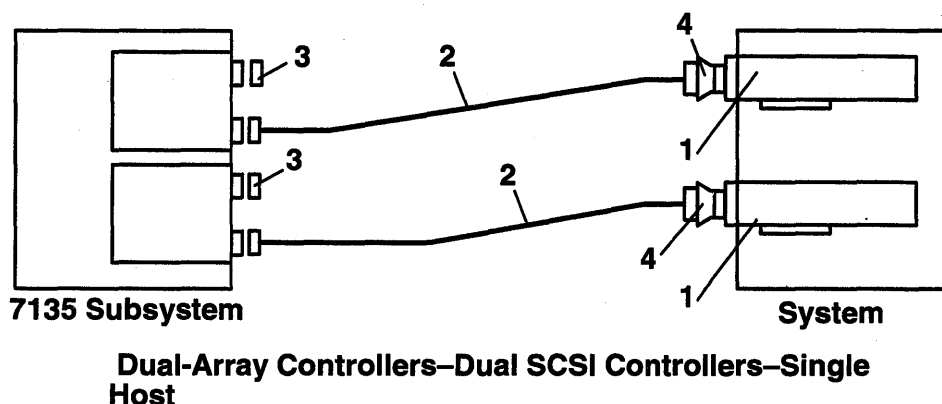 4
3
2
1
3
2
4
1
7135 Subsystem
System
Dual-Array Controllers–Dual SCSI Controllers–Single
Host